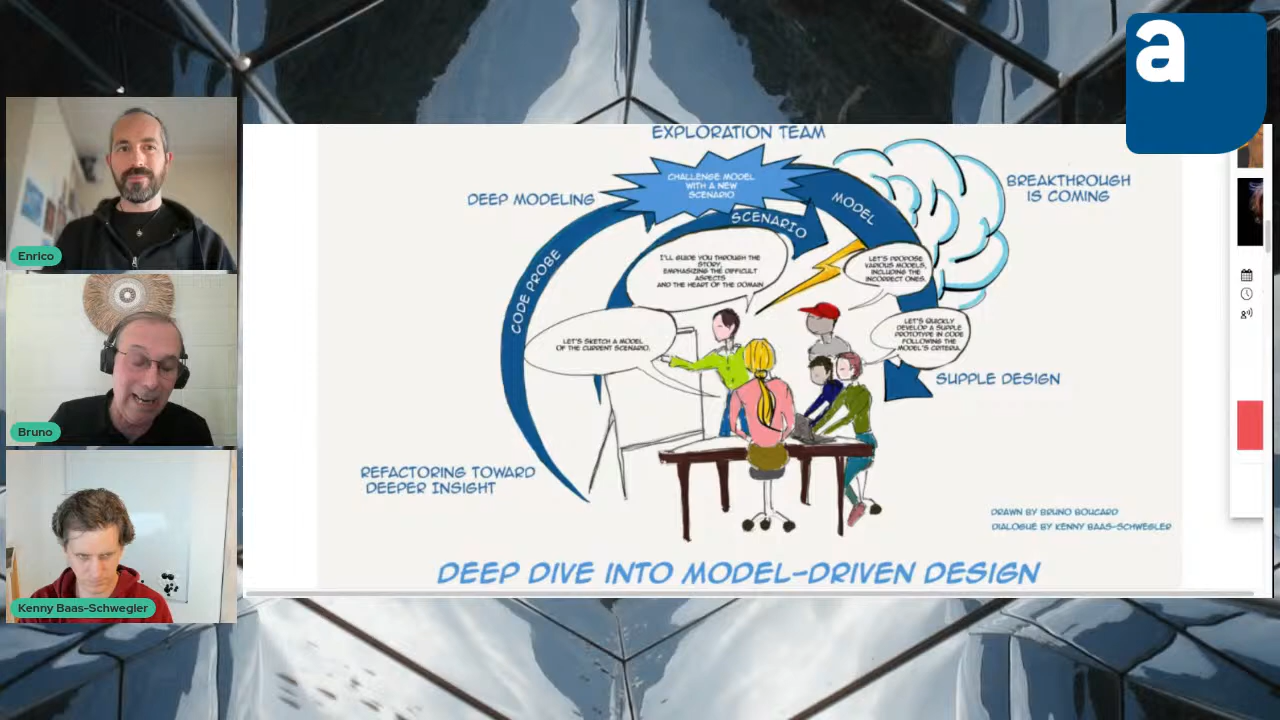 a
Enrico
Bruno
Kenny Baas-Schwegler
EXPLORATION TEAM
CHALLENGE MODEL
WITH A NEW
SCENARIO
DEEP MODELING
BREAKTHROUGH
IS COMING
MODEL
SCENARIO
CODE PROBE
I'LL GUIDE YOU THROUGH THE
STORY,
EMPHASIZING THE DIFFICULT
ASPECTS
AND THE HEART OF THE DOMAIN
LET'S PROPOSE
VARIOUS MODELS,
INCLUDING THE
INCORRECT ONES.
LET'S SKETCH A MODEL
OF THE CURRENT SCENARIO.
LET'S QUICKLY
DEVELOP A SUPPLE
PROTOTYPE IN CODE
FOLLOWING THE
MODEL'S CRITERIA.
SUPPLE DESIGN
REFACTORING TOWARD
DEEPER INSIGHT
DRAWN BY BRUNO BOUCARD
DIALOGUE BY KENNY BAAS-SCHWEGLER
DEEP DIVE INTO MODEL-DRIVEN DESIGN